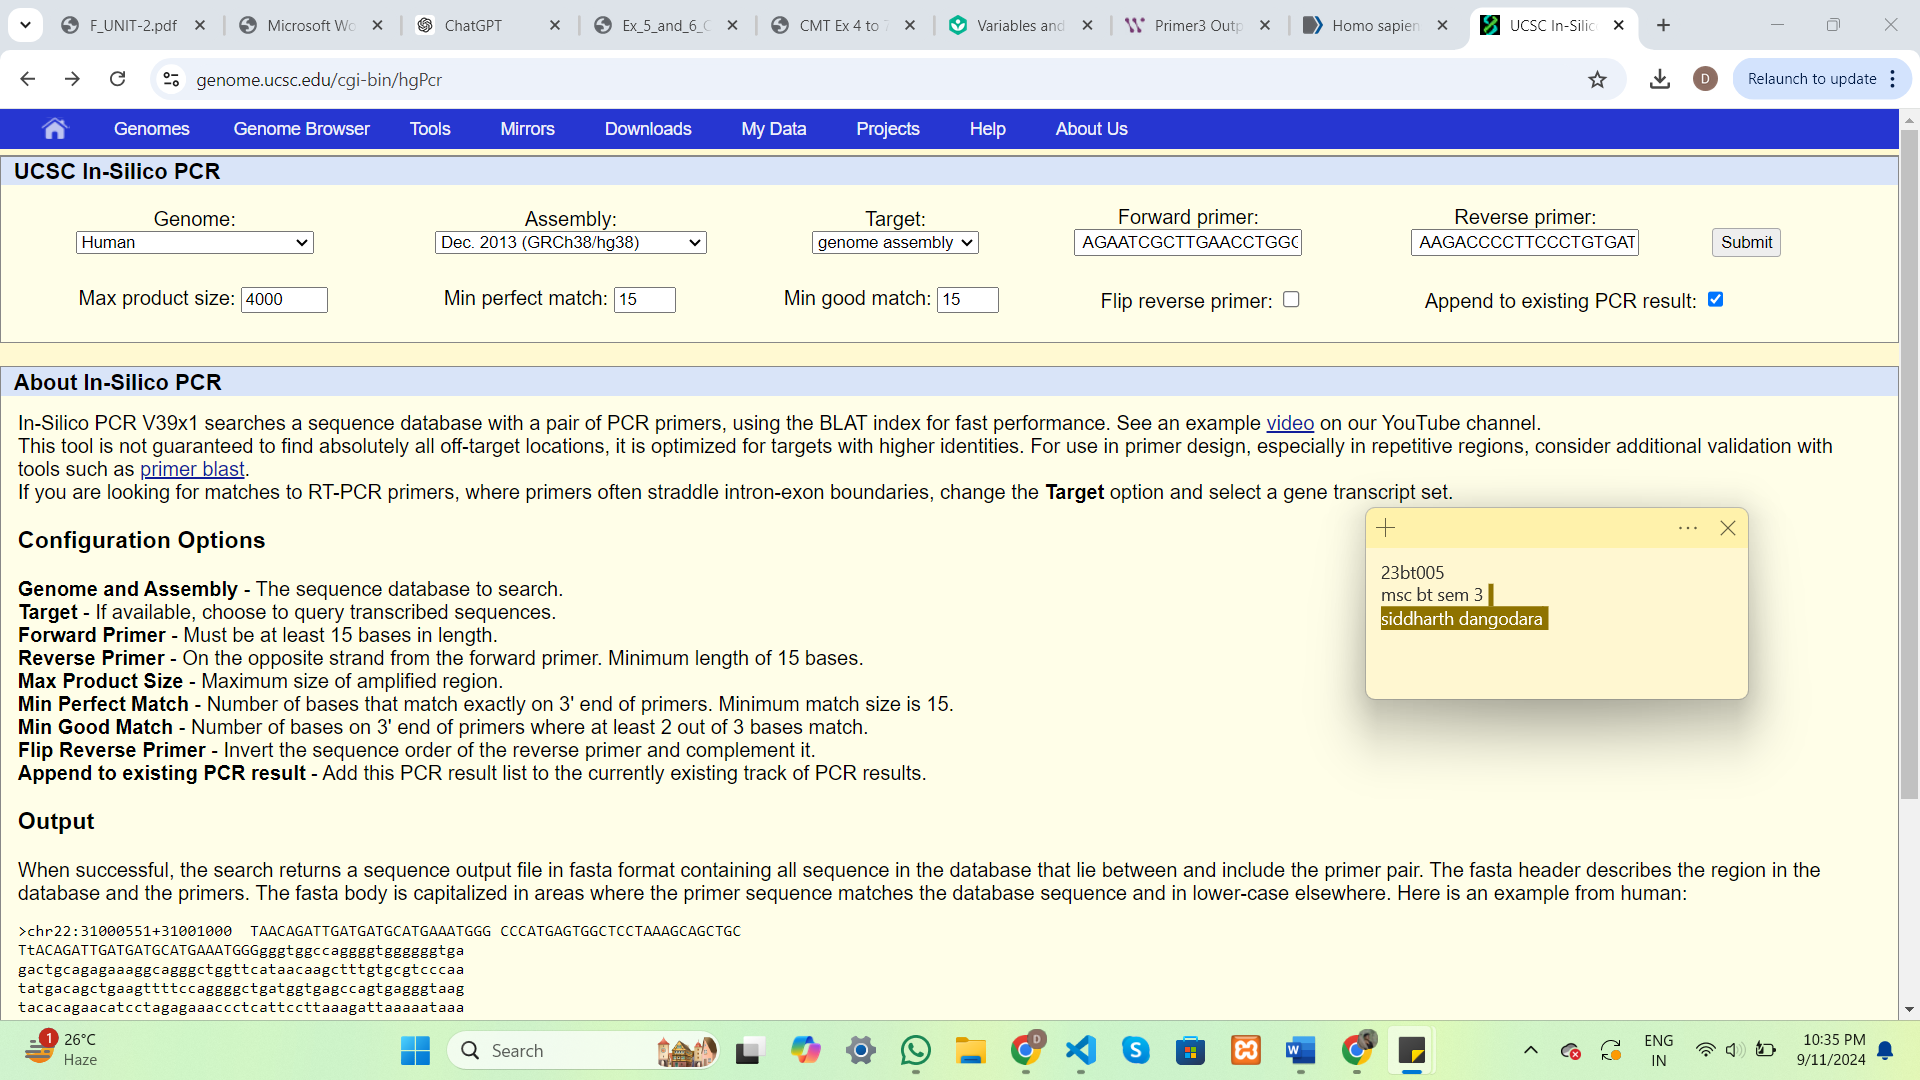 F_UNIT-2.pdf
Microsoft Wo
ChatGPT
Ex_5_and_6_C
CMT Ex 4 to 7
Variables and
Primer3 Outp
Homo sapien
UCSC In-Silic
genome.ucsc.edu/cgi-bin/hgPcr
D
Relaunch to update
Genomes Genome Browser Tools Mirrors Downloads My Data Projects Help About Us
UCSC In-Silico PCR
Genome: Assembly: Target: Forward primer: Reverse primer:
Human Dec. 2013 (GRCh38/hg38) genome assembly AGAATCGCTTGAACCTGGG AAGACCCCTTCCCTGTGAT Submit
Max product size: 4000 Min perfect match: 15 Min good match: 15 Flip reverse primer: Append to existing PCR result:
About In-Silico PCR
In-Silico PCR V39x1 searches a sequence database with a pair of PCR primers, using the BLAT index for fast performance. See an example video on our YouTube channel.
This tool is not guaranteed to find absolutely all off-target locations, it is optimized for targets with higher identities. For use in primer design, especially in repetitive regions, consider additional validation with
tools such as primer blast.
If you are looking for matches to RT-PCR primers, where primers often straddle intron-exon boundaries, change the Target option and select a gene transcript set.
Configuration Options
Genome and Assembly - The sequence database to search.
Target - If available, choose to query transcribed sequences.
Forward Primer - Must be at least 15 bases in length.
Reverse Primer - On the opposite strand from the forward primer. Minimum length of 15 bases.
Max Product Size - Maximum size of amplified region.
Min Perfect Match - Number of bases that match exactly on 3' end of primers. Minimum match size is 15.
Min Good Match - Number of bases on 3' end of primers where at least 2 out of 3 bases match.
Flip Reverse Primer - Invert the sequence order of the reverse primer and complement it.
Append to existing PCR result - Add this PCR result list to the currently existing track of PCR results.
23bt005
msc bt sem 3
siddharth dangodara
Output
When successful, the search returns a sequence output file in fasta format containing all sequence in the database that lie between and include the primer pair. The fasta header describes the region in the
database and the primers. The fasta body is capitalized in areas where the primer sequence matches the database sequence and in lower-case elsewhere. Here is an example from human:
>chr22:31000551+31001000 TAACAGATTGATGATGCATGAAATGGG CCCATGAGTGGCTCCTAAAGCAGCTGC
TtACAGATTGATGATGCATGAAATGGGgggtggccaggggtggggggtga
gactgcagagaaaggcagggctggttcataacaagctttgtgcgtcccaa
tatgacagctgaagttttccaggggctgatggtgagccagtgagggtaag
tacacagaacatcctagagaaaccctcattccttaaagattaaaaataaa
1
26°C
Haze
Search
D
ENG
IN
10:35 PM
9/11/2024